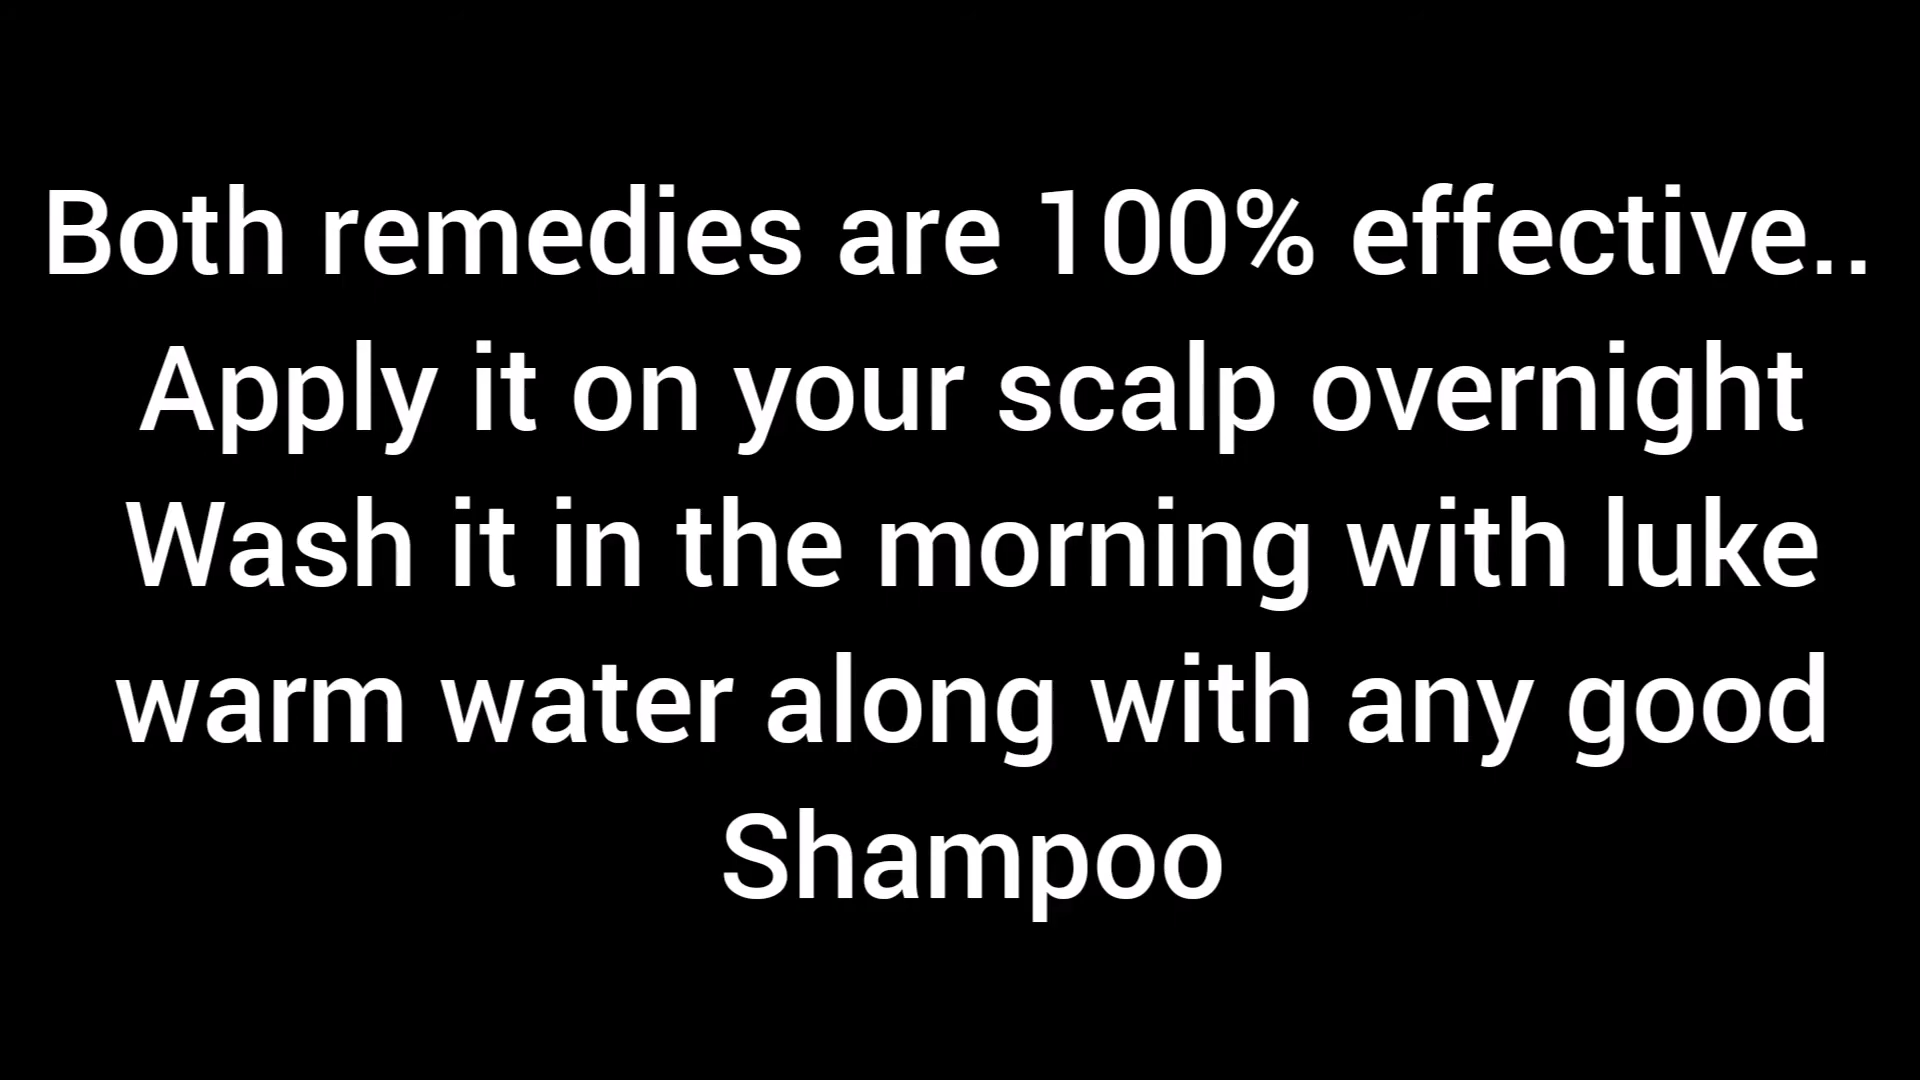 Both remedies are 100% effective..
Apply it on your scalp overnight
Wash it in the morning with luke
warm water along with any good
Shampoo